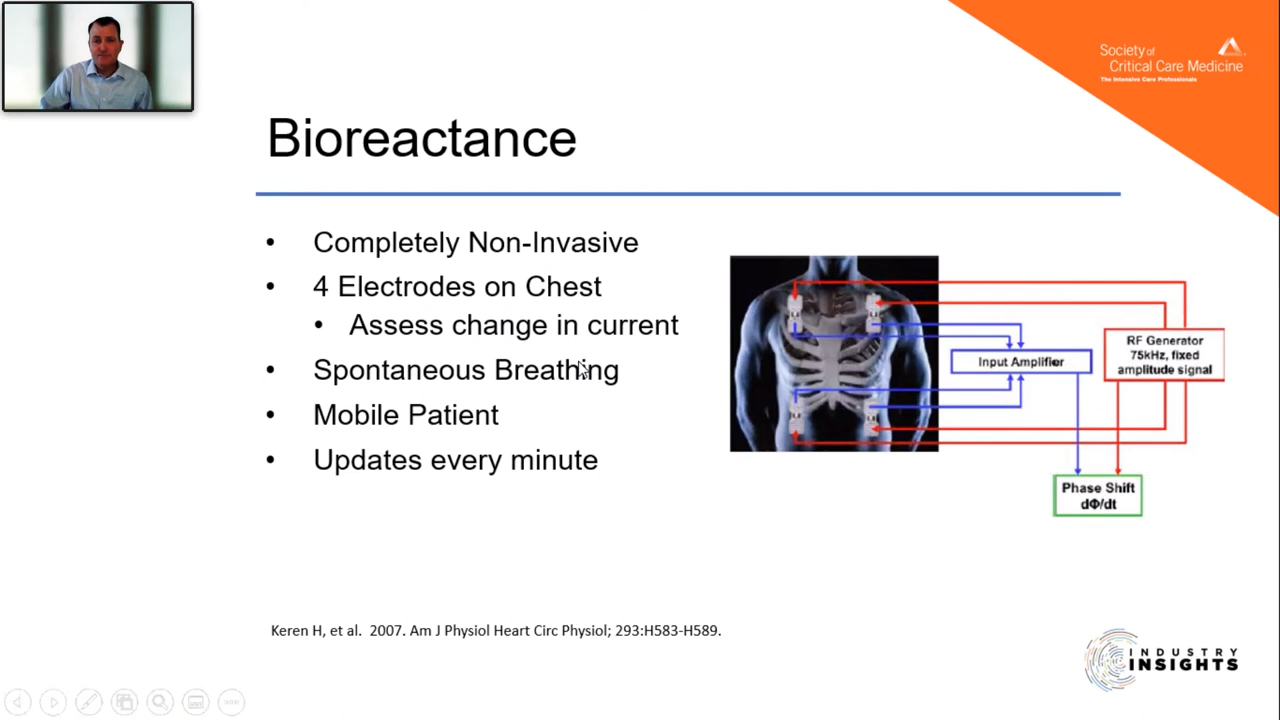 Society of
Critical Care Medicine
The Intensive Care Professionals
Bioreactance
• Completely Non-Invasive
• 4 Electrodes on Chest
• Assess change in current
• Spontaneous Breathing
• Mobile Patient
• Updates every minute
RF Generator
75kHz, fixed
amplitude signal
Input Amplifier
Phase Shift
dΦ/dt
Keren H, et al. 2007. Am J Physiol Heart Circ Physiol; 293:H583-H589.
INDUSTRY
INSIGHTS